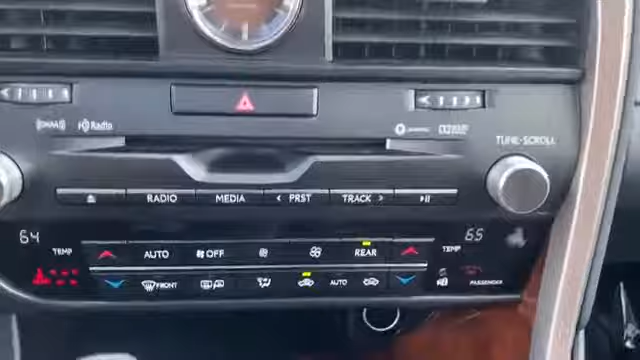 HD Radio
TUNE·SCROLL
RADIO MEDIA < PRST TRACK >
64 65
TEMP AUTO OFF REAR TEMP
FRONT AUTO
PASSENGER